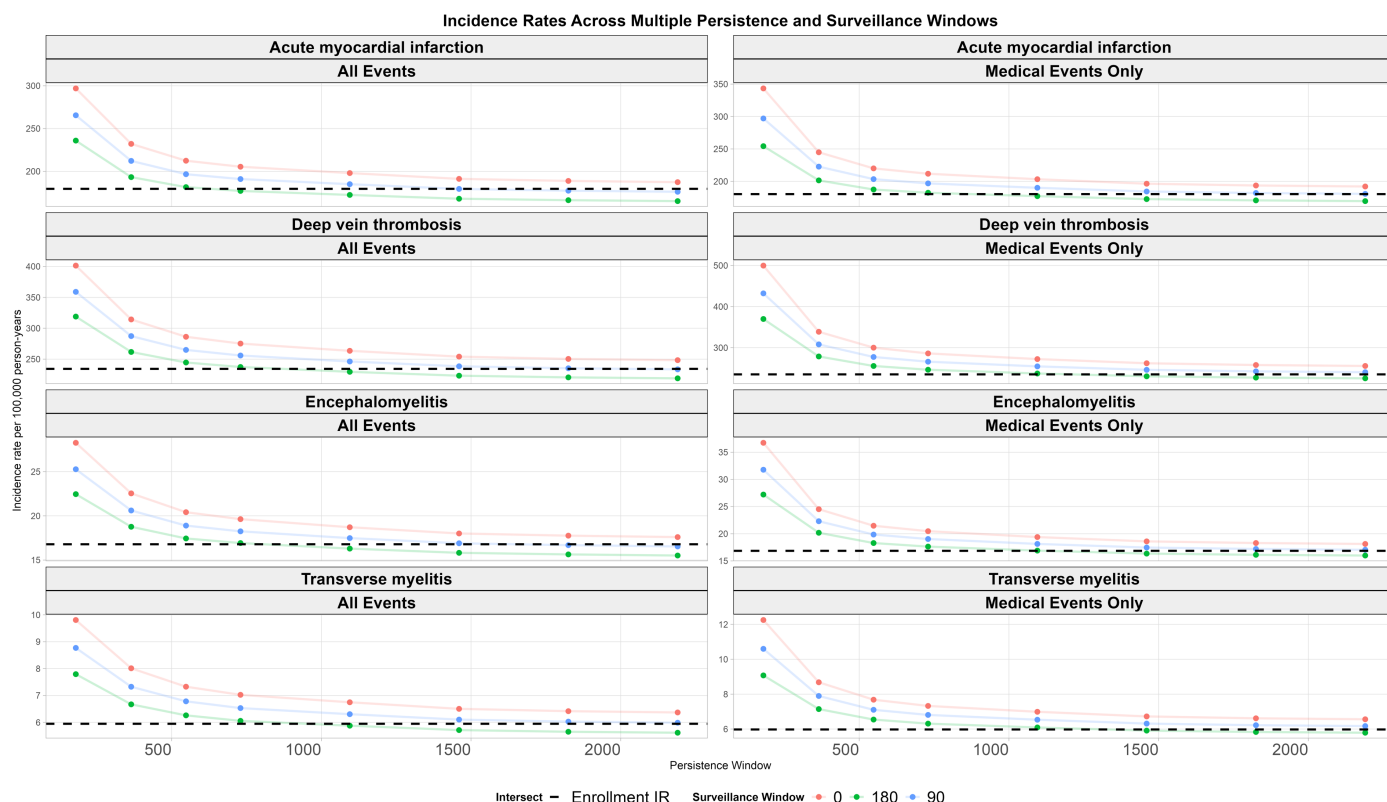 Incidence Rates Across Multiple Persistence and Surveillance Windows
Acute myocardial infarction
All Events
300
250
200
Acute myocardial infarction
Medical Events Only
350
300
250
200
Deep vein thrombosis
All Events
400
350
300
250
Deep vein thrombosis
Medical Events Only
500
400
300
Encephalomyelitis
All Events
25
20
15
Encephalomyelitis
Medical Events Only
35
30
25
20
15
Transverse myelitis
All Events
10
9
8
7
6
500 1000 1500 2000
Transverse myelitis
Medical Events Only
12
10
8
6
500 1000 1500 2000
Incidence rate per 100,000 person-years
Persistence Window
Intersect Enrollment IR Surveillance Window 0 180 90